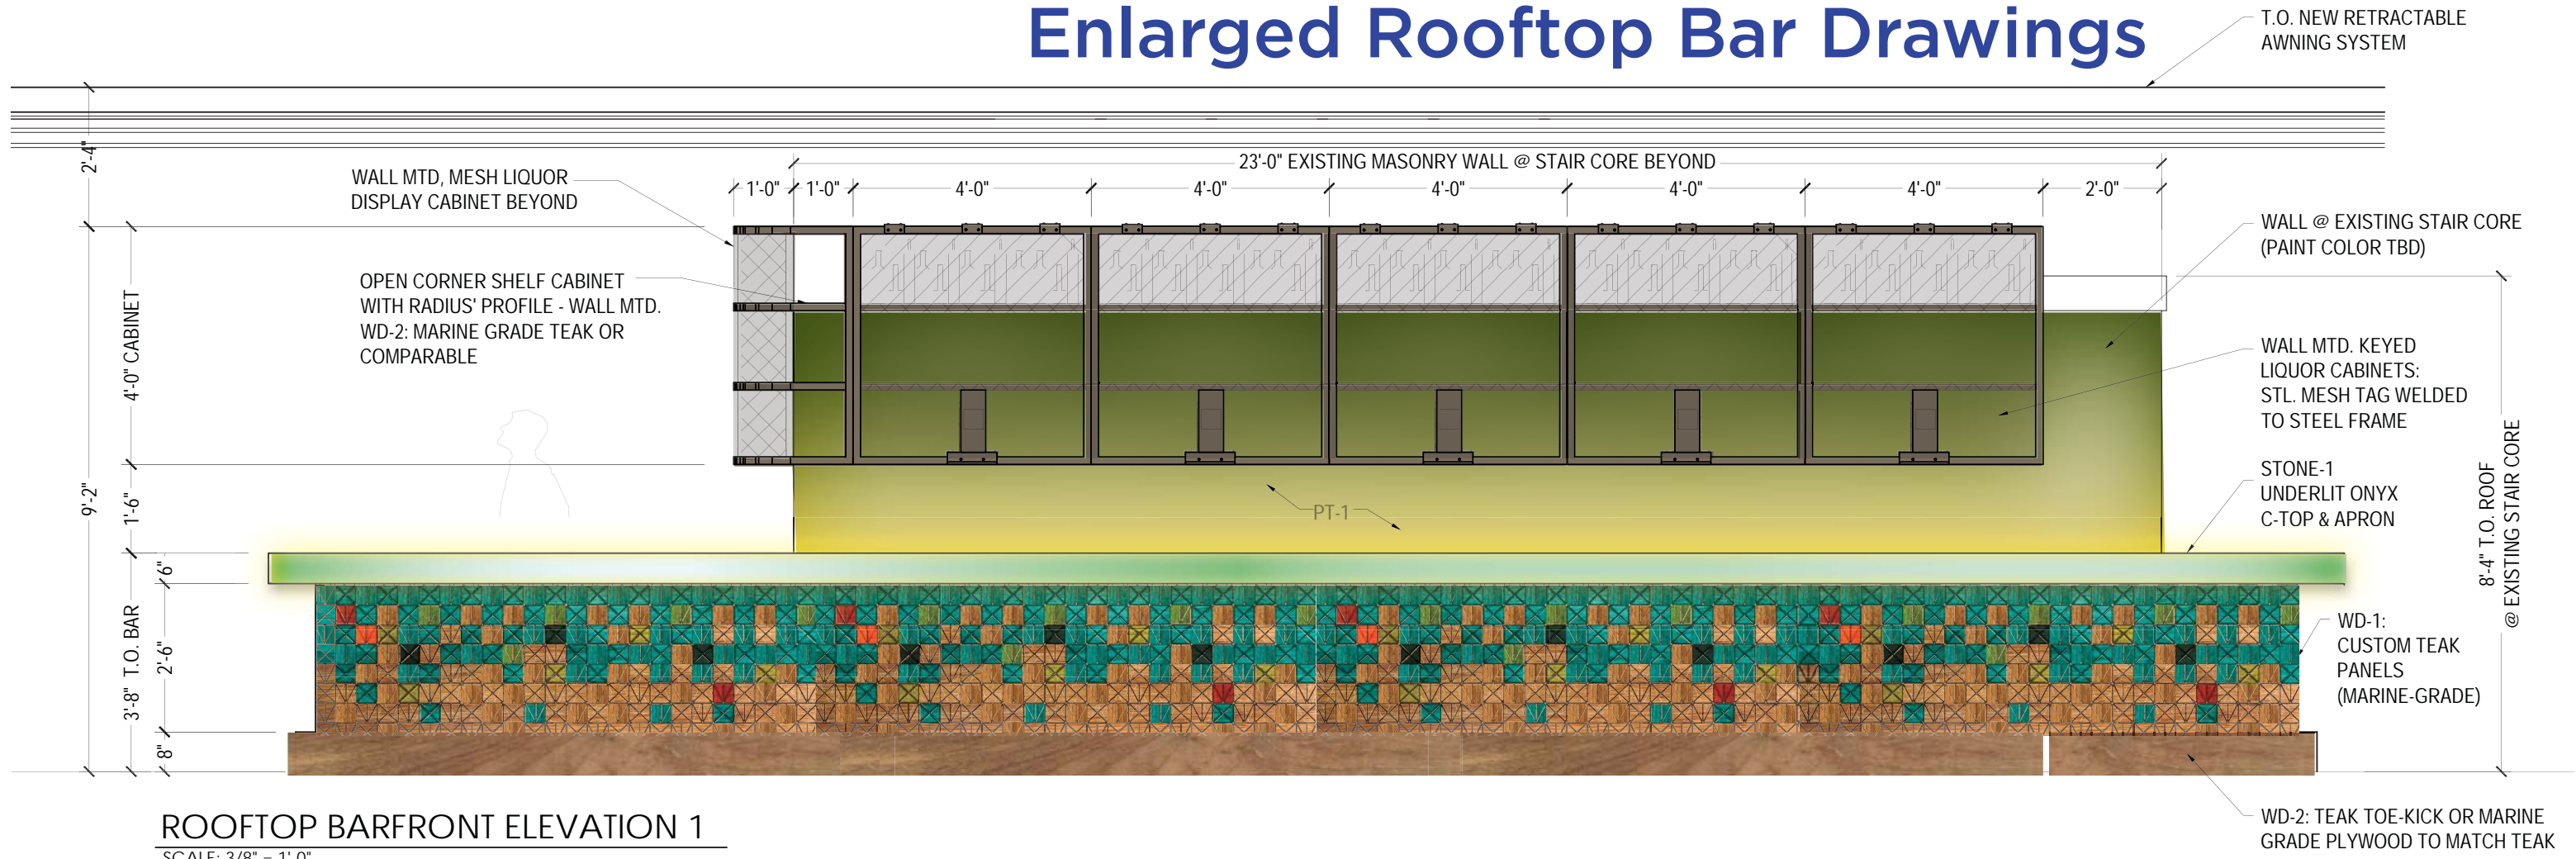 Enlarged Rooftop Bar Drawings
T.O. NEW RETRACTABLE
AWNING SYSTEM
2'-4"
23'-0" EXISTING MASONRY WALL @ STAIR CORE BEYOND
WALL MTD, MESH LIQUOR
DISPLAY CABINET BEYOND
1'-0"
1'-0"
4'-0"
4'-0"
4'-0"
4'-0"
4'-0"
2'-0"
WALL @ EXISTING STAIR CORE
(PAINT COLOR TBD)
OPEN CORNER SHELF CABINET
WITH RADIUS' PROFILE - WALL MTD.
WD-2: MARINE GRADE TEAK OR
COMPARABLE
4'-0" CABINET
WALL MTD. KEYED
LIQUOR CABINETS:
STL. MESH TAG WELDED
TO STEEL FRAME
9'-2"
1'-6"
PT-1
STONE-1
UNDERLIT ONYX
C-TOP & APRON
8'-4" T.O. ROOF
@ EXISTING STAIR CORE
6"
3'-8" T.O. BAR
2'-6"
8"
WD-1:
CUSTOM TEAK
PANELS
(MARINE-GRADE)
WD-2: TEAK TOE-KICK OR MARINE
GRADE PLYWOOD TO MATCH TEAK
ROOFTOP BARFRONT ELEVATION 1
SCALE: 3/8" = 1'-0"